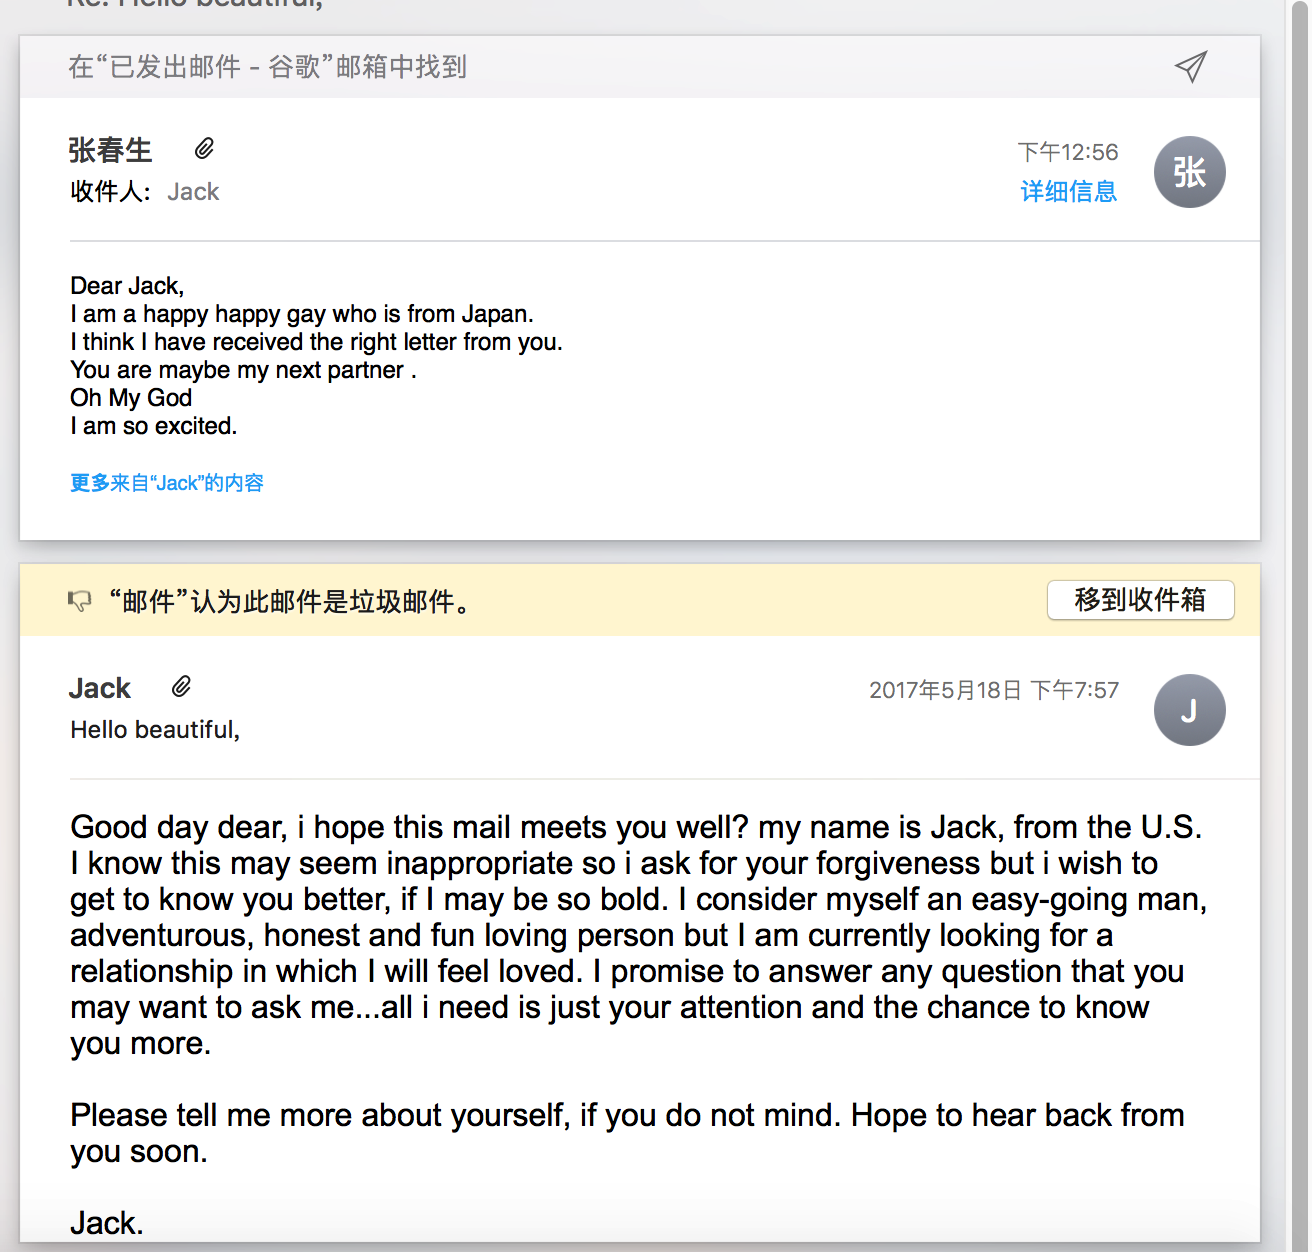 Re: Hello beautiful,
在“已发出邮件 - 谷歌”邮箱中找到
张春生
下午12:56
张
收件人: Jack
详细信息
Dear Jack,
I am a happy happy gay who is from Japan.
I think I have received the right letter from you.
You are maybe my next partner .
Oh My God
I am so excited.
更多来自“Jack”的内容
“邮件”认为此邮件是垃圾邮件。
移到收件箱
Jack
2017年5月18日 下午7:57
J
Hello beautiful,
Good day dear, i hope this mail meets you well? my name is Jack, from the U.S.
I know this may seem inappropriate so i ask for your forgiveness but i wish to
get to know you better, if I may be so bold. I consider myself an easy-going man,
adventurous, honest and fun loving person but I am currently looking for a
relationship in which I will feel loved. I promise to answer any question that you
may want to ask me...all i need is just your attention and the chance to know
you more.
Please tell me more about yourself, if you do not mind. Hope to hear back from
you soon.
Jack.